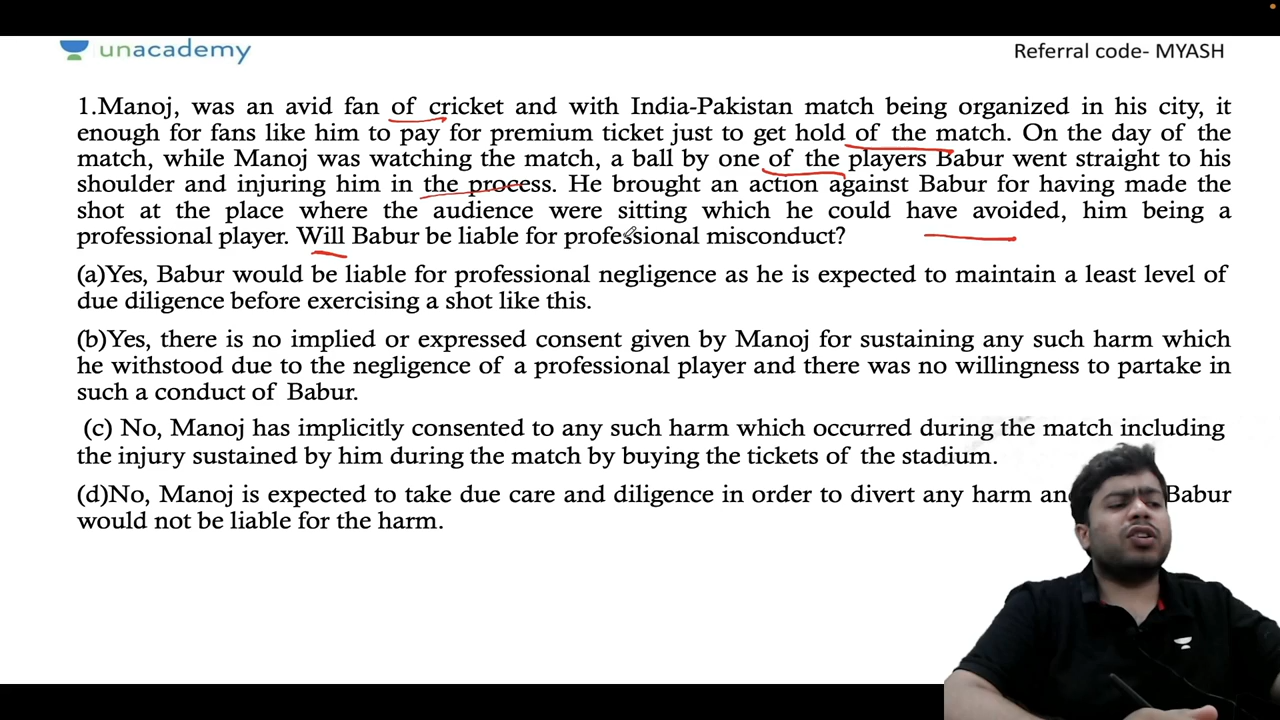 unacademy
Referral code- MYASH
1.Manoj, was an avid fan of cricket and with India-Pakistan match being organized in his city, it
enough for fans like him to pay for premium ticket just to get hold of the match. On the day of the
match, while Manoj was watching the match, a ball by one of the players Babur went straight to his
shoulder and injuring him in the process. He brought an action against Babur for having made the
shot at the place where the audience were sitting which he could have avoided, him being a
professional player. Will Babur be liable for professional misconduct?
(a)Yes, Babur would be liable for professional negligence as he is expected to maintain a least level of
due diligence before exercising a shot like this.
(b)Yes, there is no implied or expressed consent given by Manoj for sustaining any such harm which
he withstood due to the negligence of a professional player and there was no willingness to partake in
such a conduct of Babur.
(c) No, Manoj has implicitly consented to any such harm which occurred during the match including
the injury sustained by him during the match by buying the tickets of the stadium.
(d)No, Manoj is expected to take due care and diligence in order to divert any harm Babur
would not be liable for the harm.